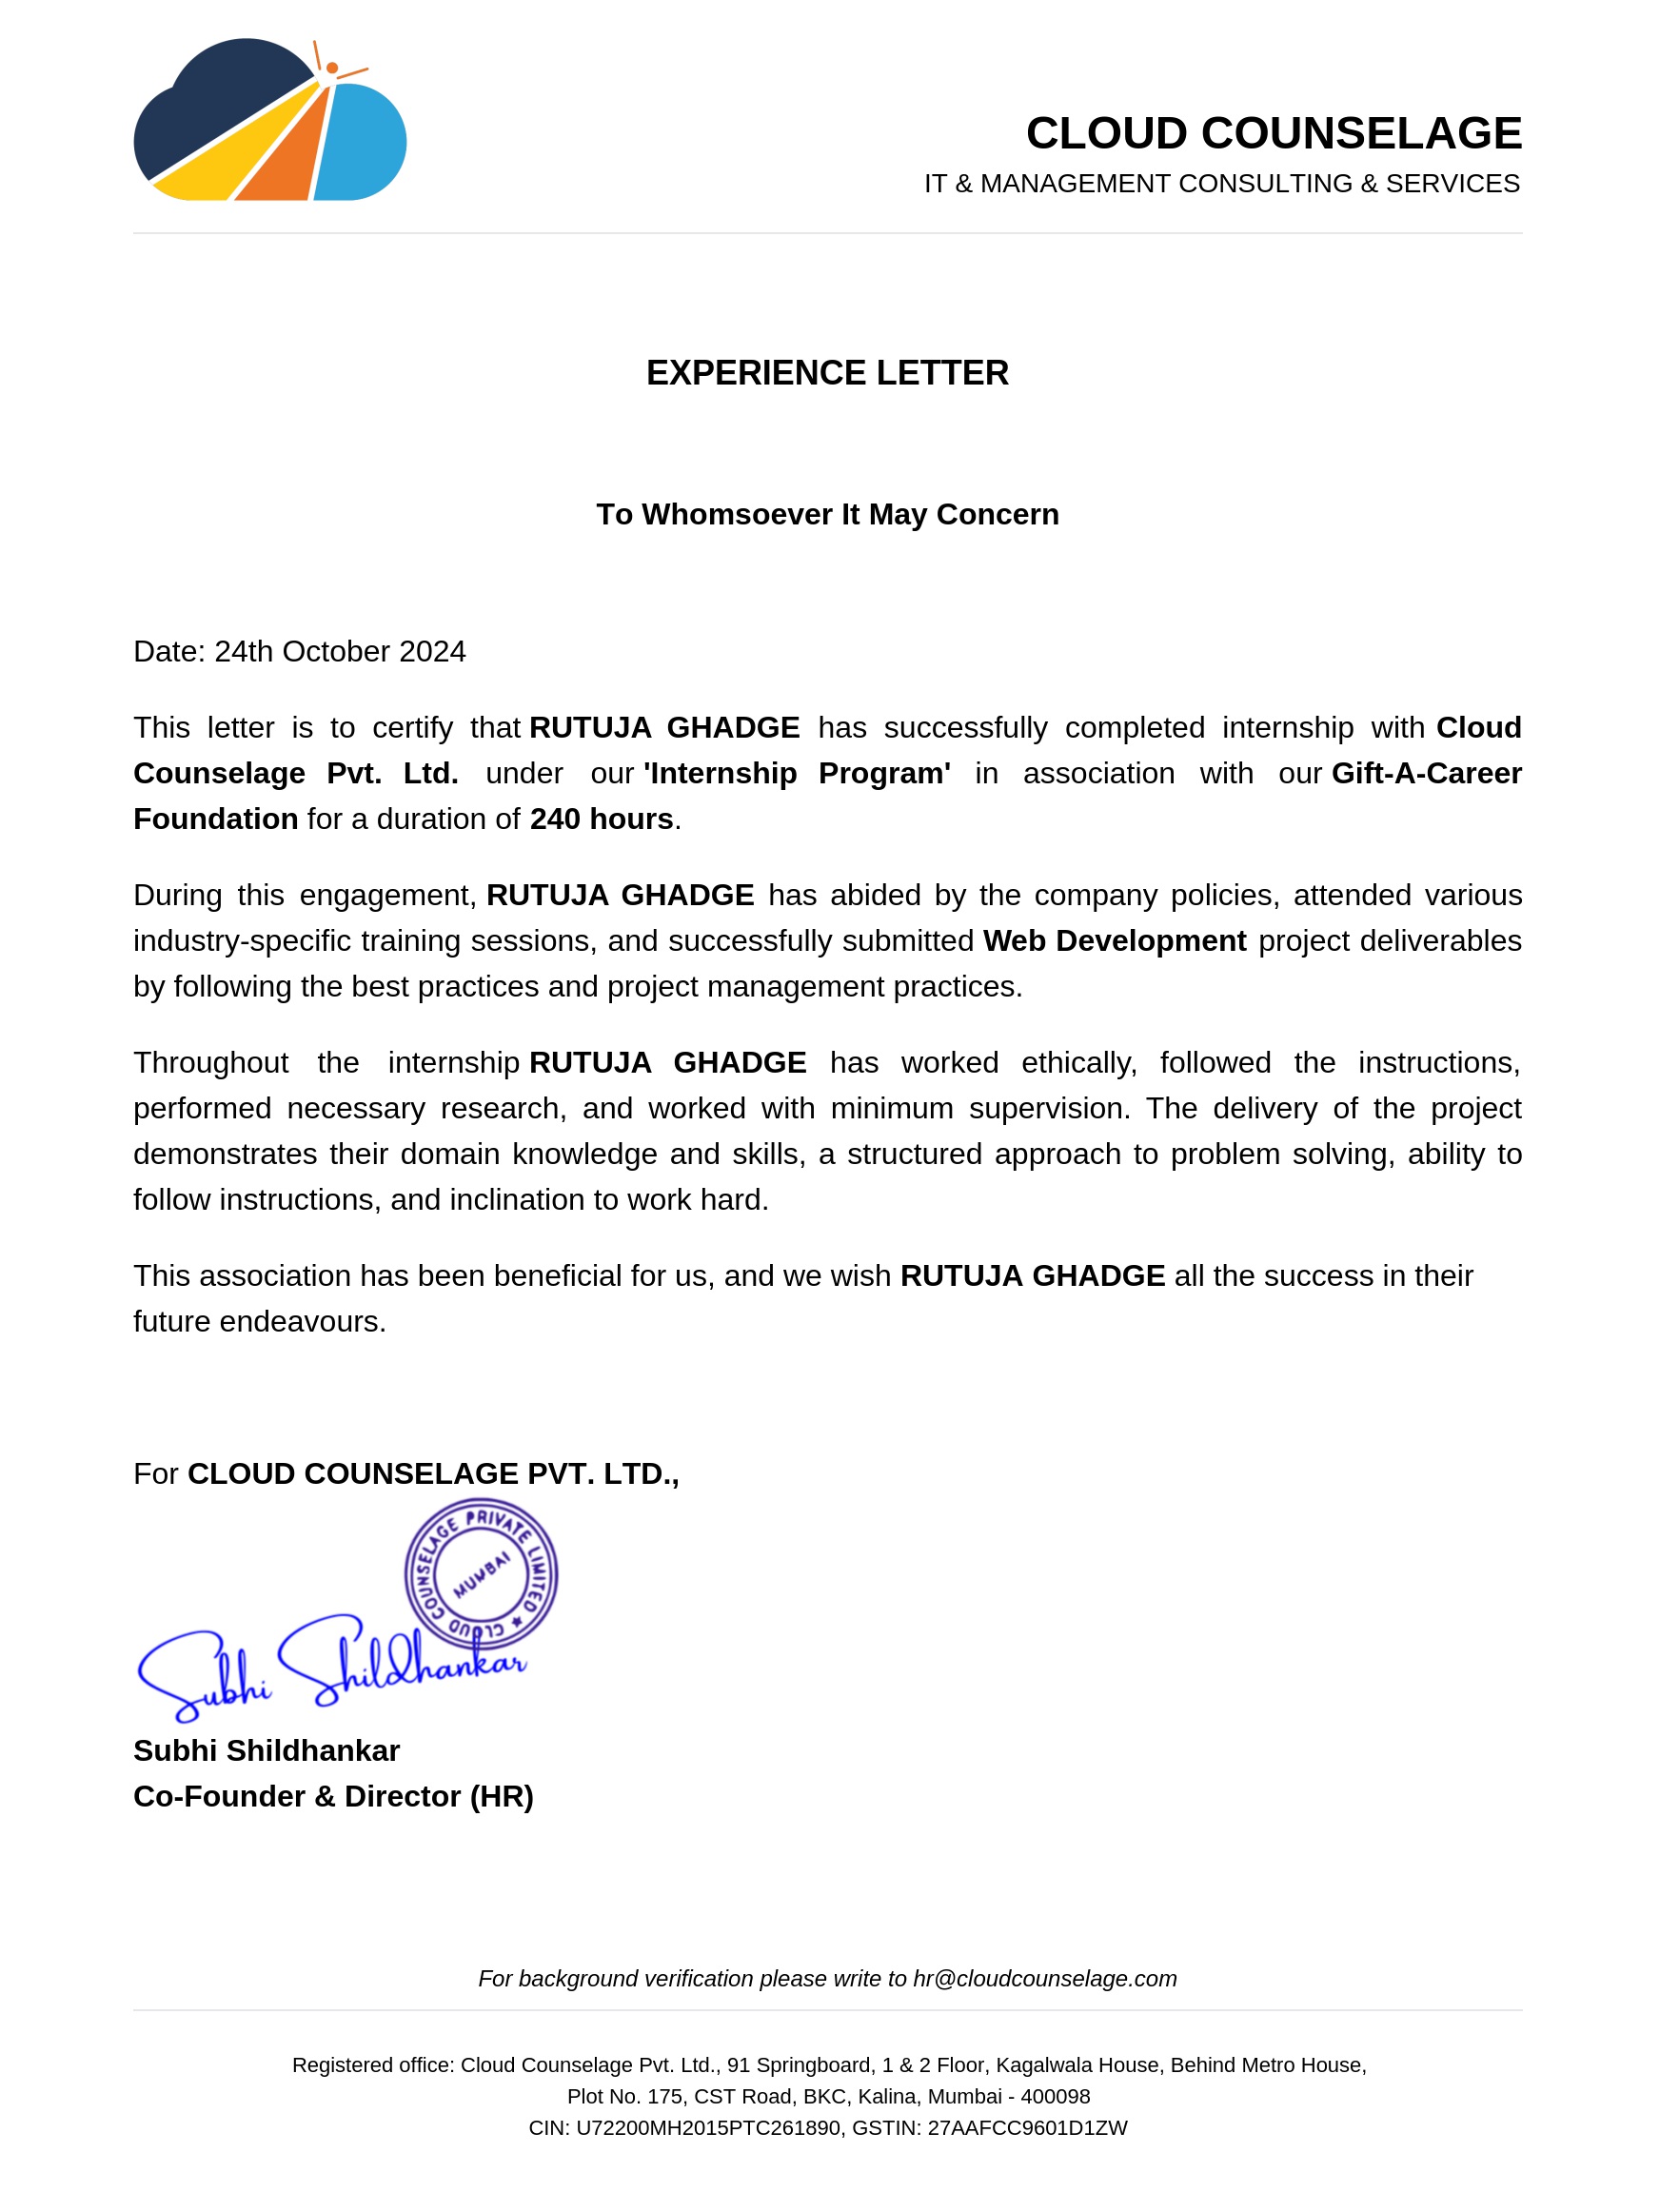 CLOUD COUNSELAGE
IT & MANAGEMENT CONSULTING & SERVICES
EXPERIENCE LETTER
To Whomsoever It May Concern
Date: 24th October 2024
This letter is to certify that RUTUJA GHADGE has successfully completed internship with Cloud
Counselage Pvt. Ltd. under our 'Internship Program' in association with our Gift-A-Career
Foundation for a duration of 240 hours.
During this engagement, RUTUJA GHADGE has abided by the company policies, attended various
industry-specific training sessions, and successfully submitted Web Development project deliverables
by following the best practices and project management practices.
Throughout the internship RUTUJA GHADGE has worked ethically, followed the instructions,
performed necessary research, and worked with minimum supervision. The delivery of the project
demonstrates their domain knowledge and skills, a structured approach to problem solving, ability to
follow instructions, and inclination to work hard.
This association has been beneficial for us, and we wish RUTUJA GHADGE all the success in their
future endeavours.
For CLOUD COUNSELAGE PVT. LTD.,
CLOUD COUNSELAGE PRIVATE LIMITED ★
MUMBAI
Subhi Shildhankar
Subhi Shildhankar
Co-Founder & Director (HR)
For background verification please write to hr@cloudcounselage.com
Registered office: Cloud Counselage Pvt. Ltd., 91 Springboard, 1 & 2 Floor, Kagalwala House, Behind Metro House,
Plot No. 175, CST Road, BKC, Kalina, Mumbai - 400098
CIN: U72200MH2015PTC261890, GSTIN: 27AAFCC9601D1ZW